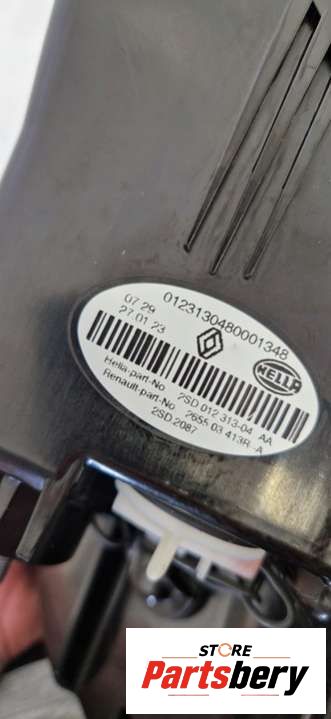 0123130480001348
07:29
27.01.23
HELLA
Hella-part-No 2SD 012 313-04 AA
Renault-part-No 2655 03 413R -A
2SD 2087
STORE
Partsbery